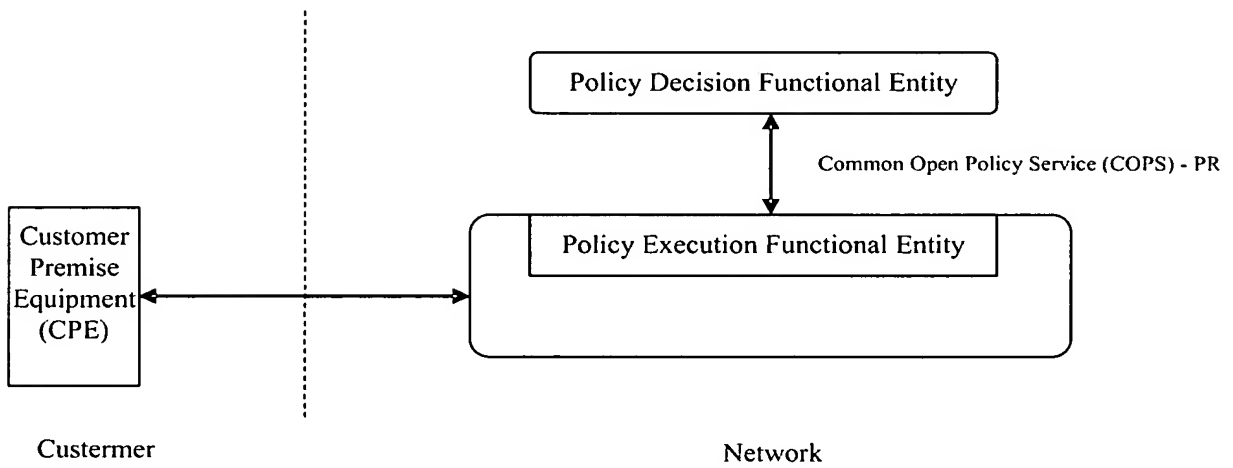 Policy Decision Functional Entity
Common Open Policy Service (COPS) - PR
Policy Execution Functional Entity
Customer
Premise
Equipment
(CPE)
Custermer
Network